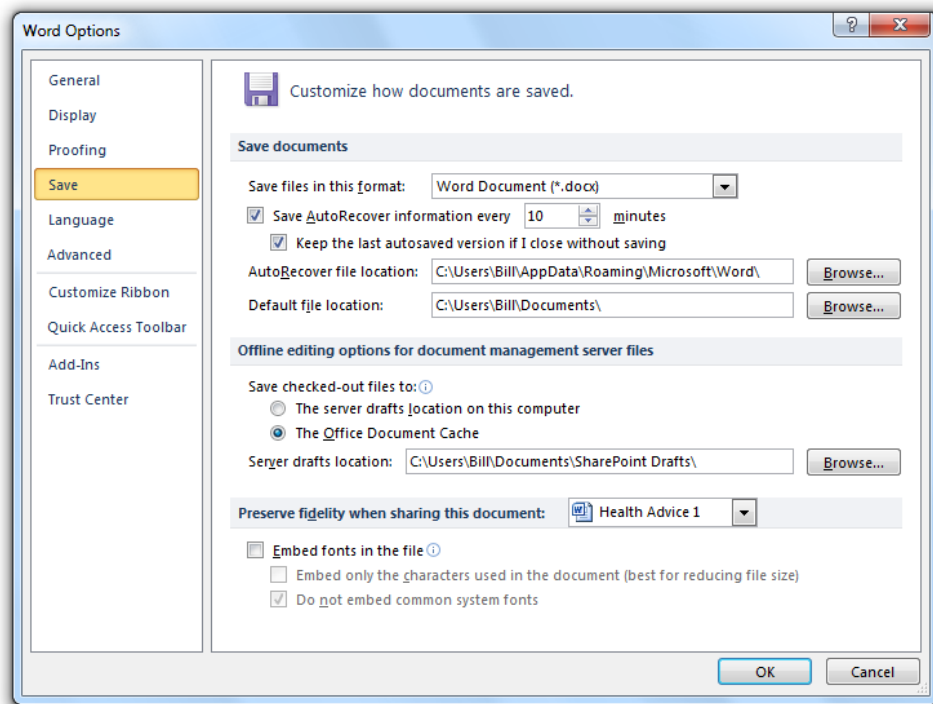 Word Options
General
Display
Proofing
Save
Language
Advanced
Customize Ribbon
Quick Access Toolbar
Add-Ins
Trust Center
Customize how documents are saved.
Save documents
Save files in this format: Word Document (*.docx)
Save AutoRecover information every 10 minutes
Keep the last autosaved version if I close without saving
AutoRecover file location: C:\Users\Bill\AppData\Roaming\Microsoft\Word\ Browse...
Default file location: C:\Users\Bill\Documents\ Browse...
Offline editing options for document management server files
Save checked-out files to:
The server drafts location on this computer
The Office Document Cache
Server drafts location: C:\Users\Bill\Documents\SharePoint Drafts\ Browse...
Preserve fidelity when sharing this document: Health Advice 1
Embed fonts in the file
Embed only the characters used in the document (best for reducing file size)
Do not embed common system fonts
OK Cancel